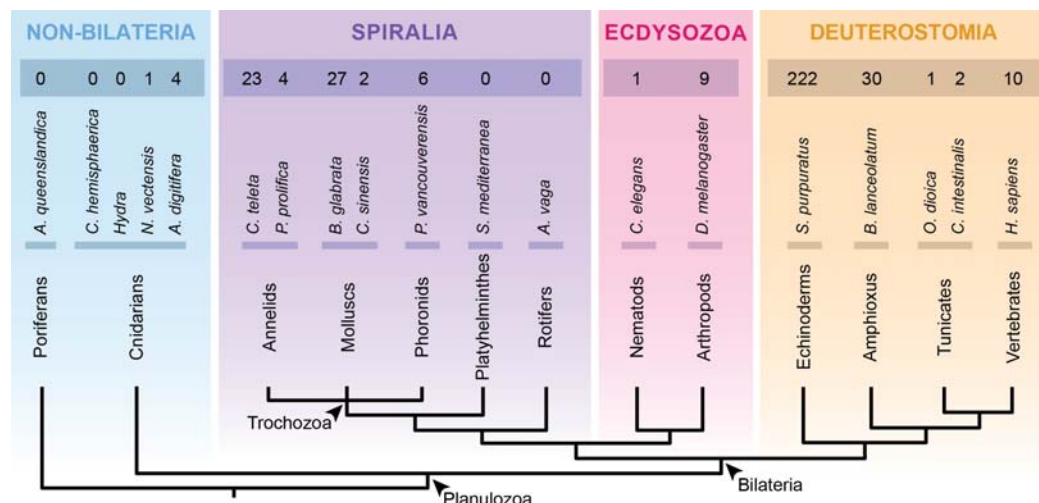 NON-BILATERIA SPIRALIA ECDYSOZOA DEUTEROSTOMIA
0 0 0 1 4 23 4 27 2 6 0 0 1 9 222 30 1 2 10
A. queenslandica
C. hemisphaerica
Hydra
N. vectensis
A. digitifera
C. teleta
P. prolifica
B. glabrata
C. sinensis
P. vancouverensis
S. mediterranea
A. vaga
C. elegans
D. melanogaster
S. purpuratus
B. lanceolatum
O. dioica
C. intestinalis
H. sapiens
Poriferans
Cnidarians
Annelids
Molluscs
Phoronids
Platyhelminthes
Rotifers
Nematods
Arthropods
Echinoderms
Amphioxus
Tunicates
Vertebrates
Trochozoa
Bilateria
Planulozoa